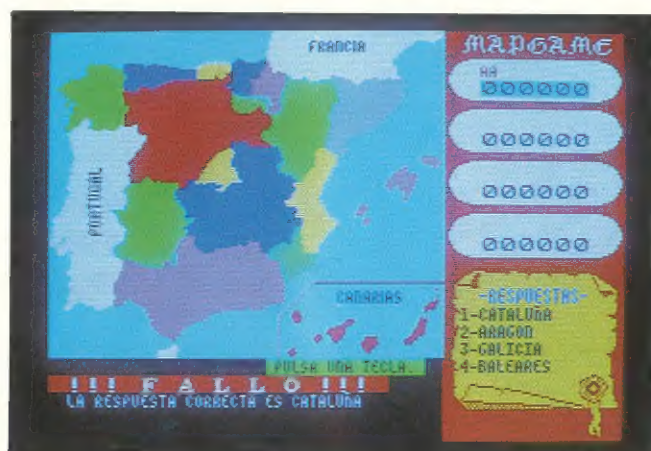 FRANCIA
MAPGAME
AA
000000
000000
000000
000000
PORTUGAL
CANARIAS
-RESPUESTAS-
1-CATALUÑA
2-ARAGON
3-GALICIA
4-BALEARES
PULSA UNA TECLA.
!!! FALLO !!!
LA RESPUESTA CORRECTA ES CATALUÑA